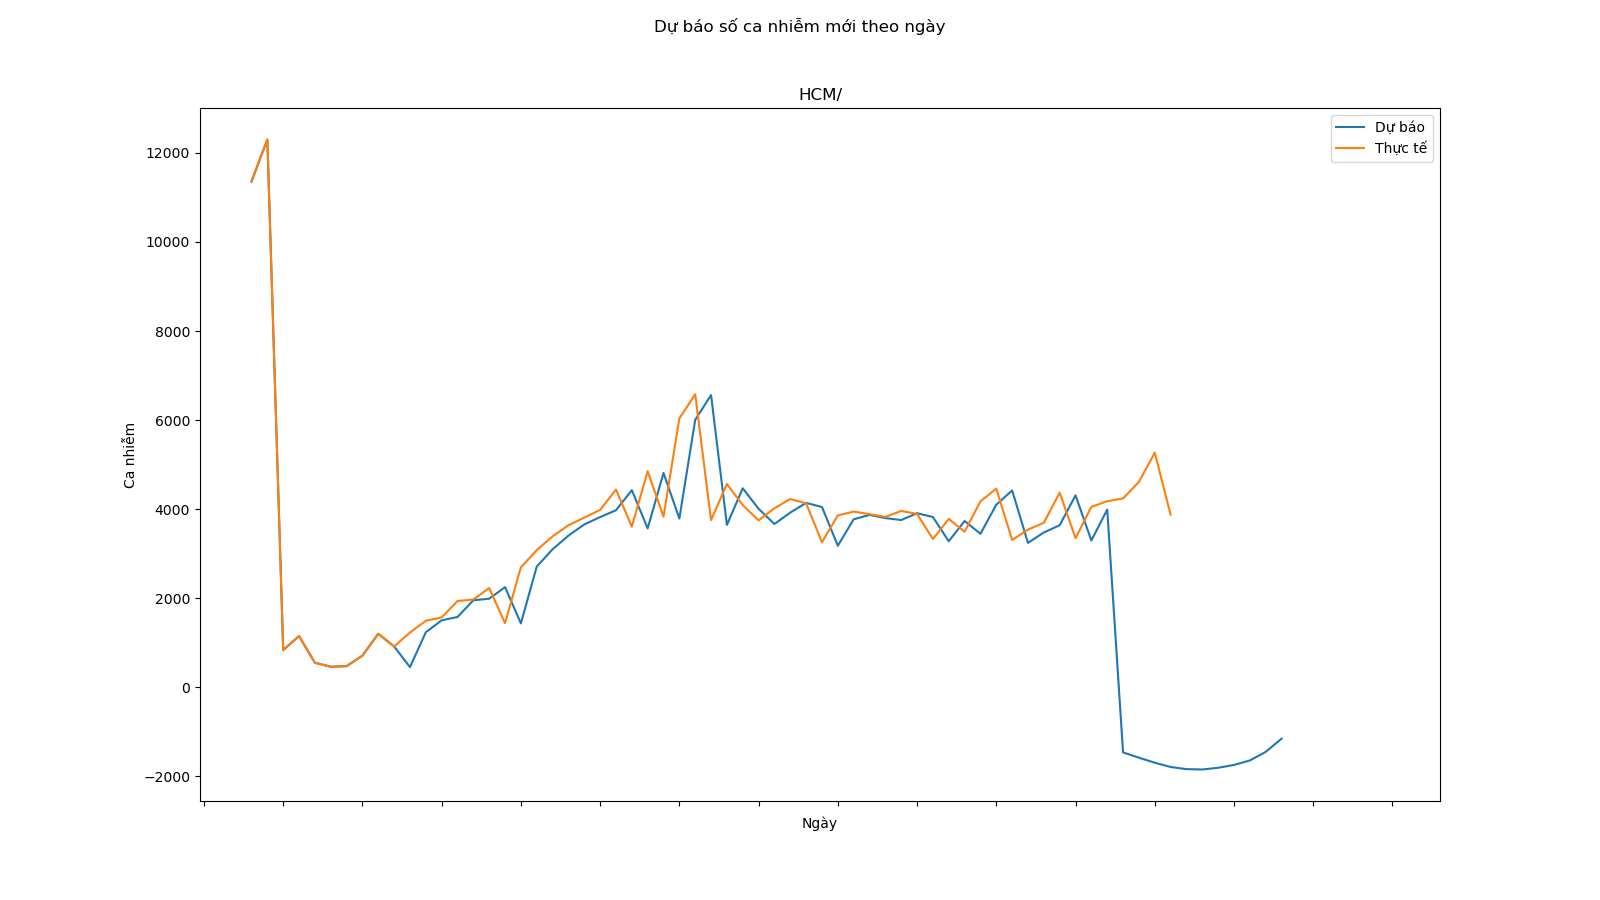 Dự báo số ca nhiễm mới theo ngày
HCM/
Dự báo
Thực tế
12000
10000
8000
6000
4000
2000
0
−2000
Ca nhiễm
Ngày